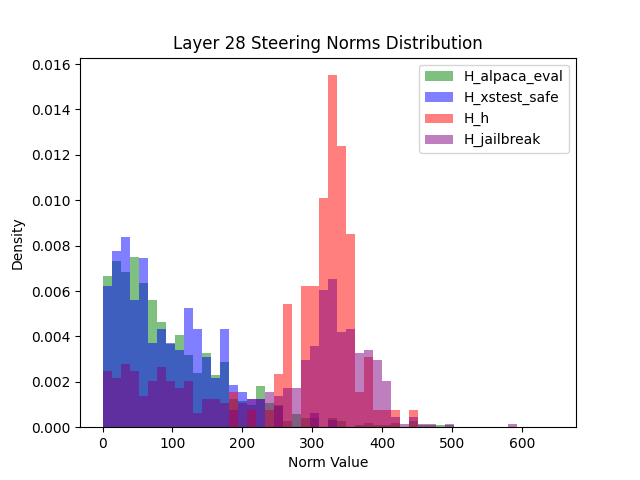 Layer 28 Steering Norms Distribution
0.016
0.014
0.012
0.010
0.008
0.006
0.004
0.002
0.000
Density
H_alpaca_eval
H_xstest_safe
H_h
H_jailbreak
0 100 200 300 400 500 600
Norm Value